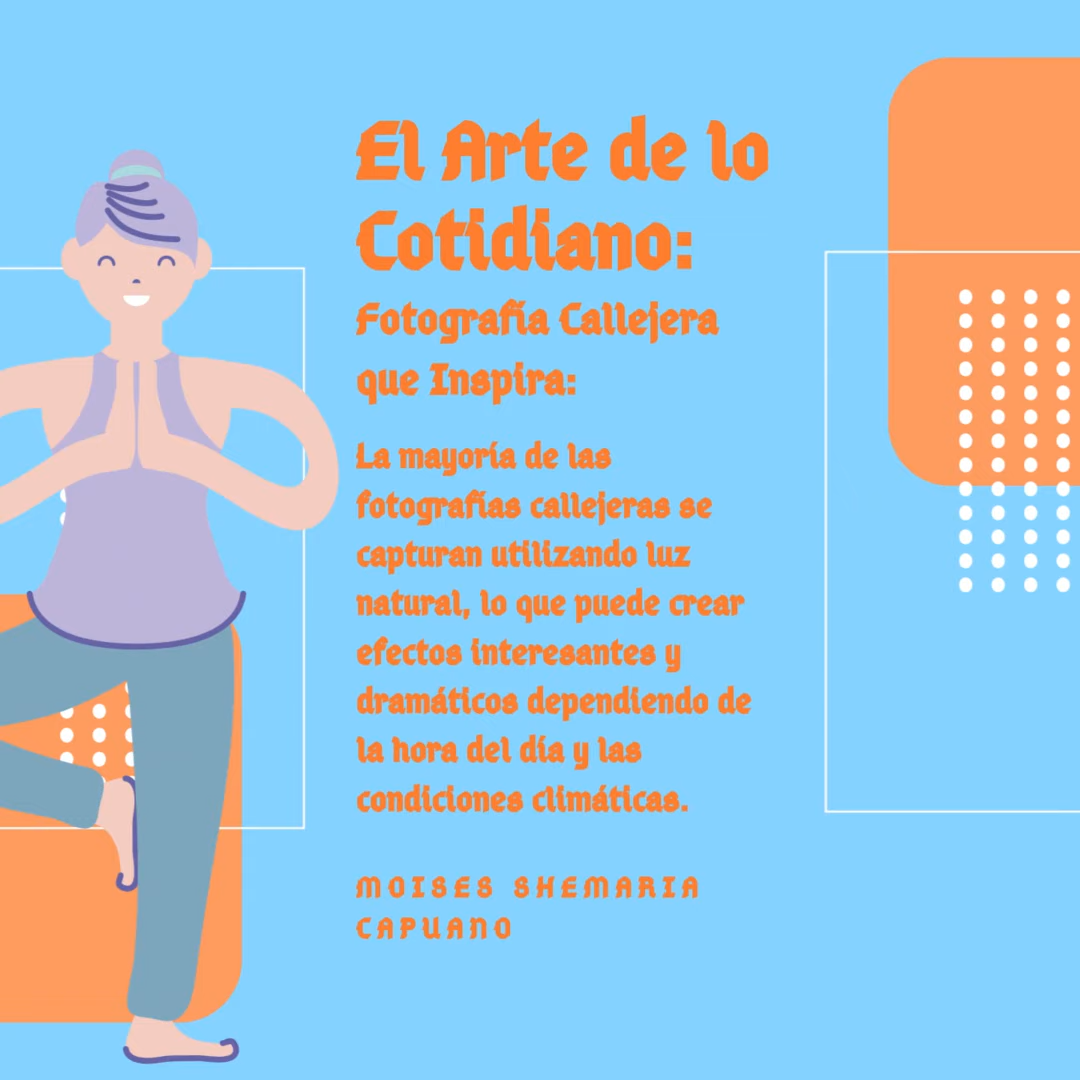 El Arte de lo
Cotidiano:
Fotografía Callejera
que Inspira:
La mayoría de las
fotografías callejeras se
capturan utilizando luz
natural, lo que puede crear
efectos interesantes y
dramáticos dependiendo de
la hora del día y las
condiciones climáticas.
MOISES SHEMARIA
CAPUANO